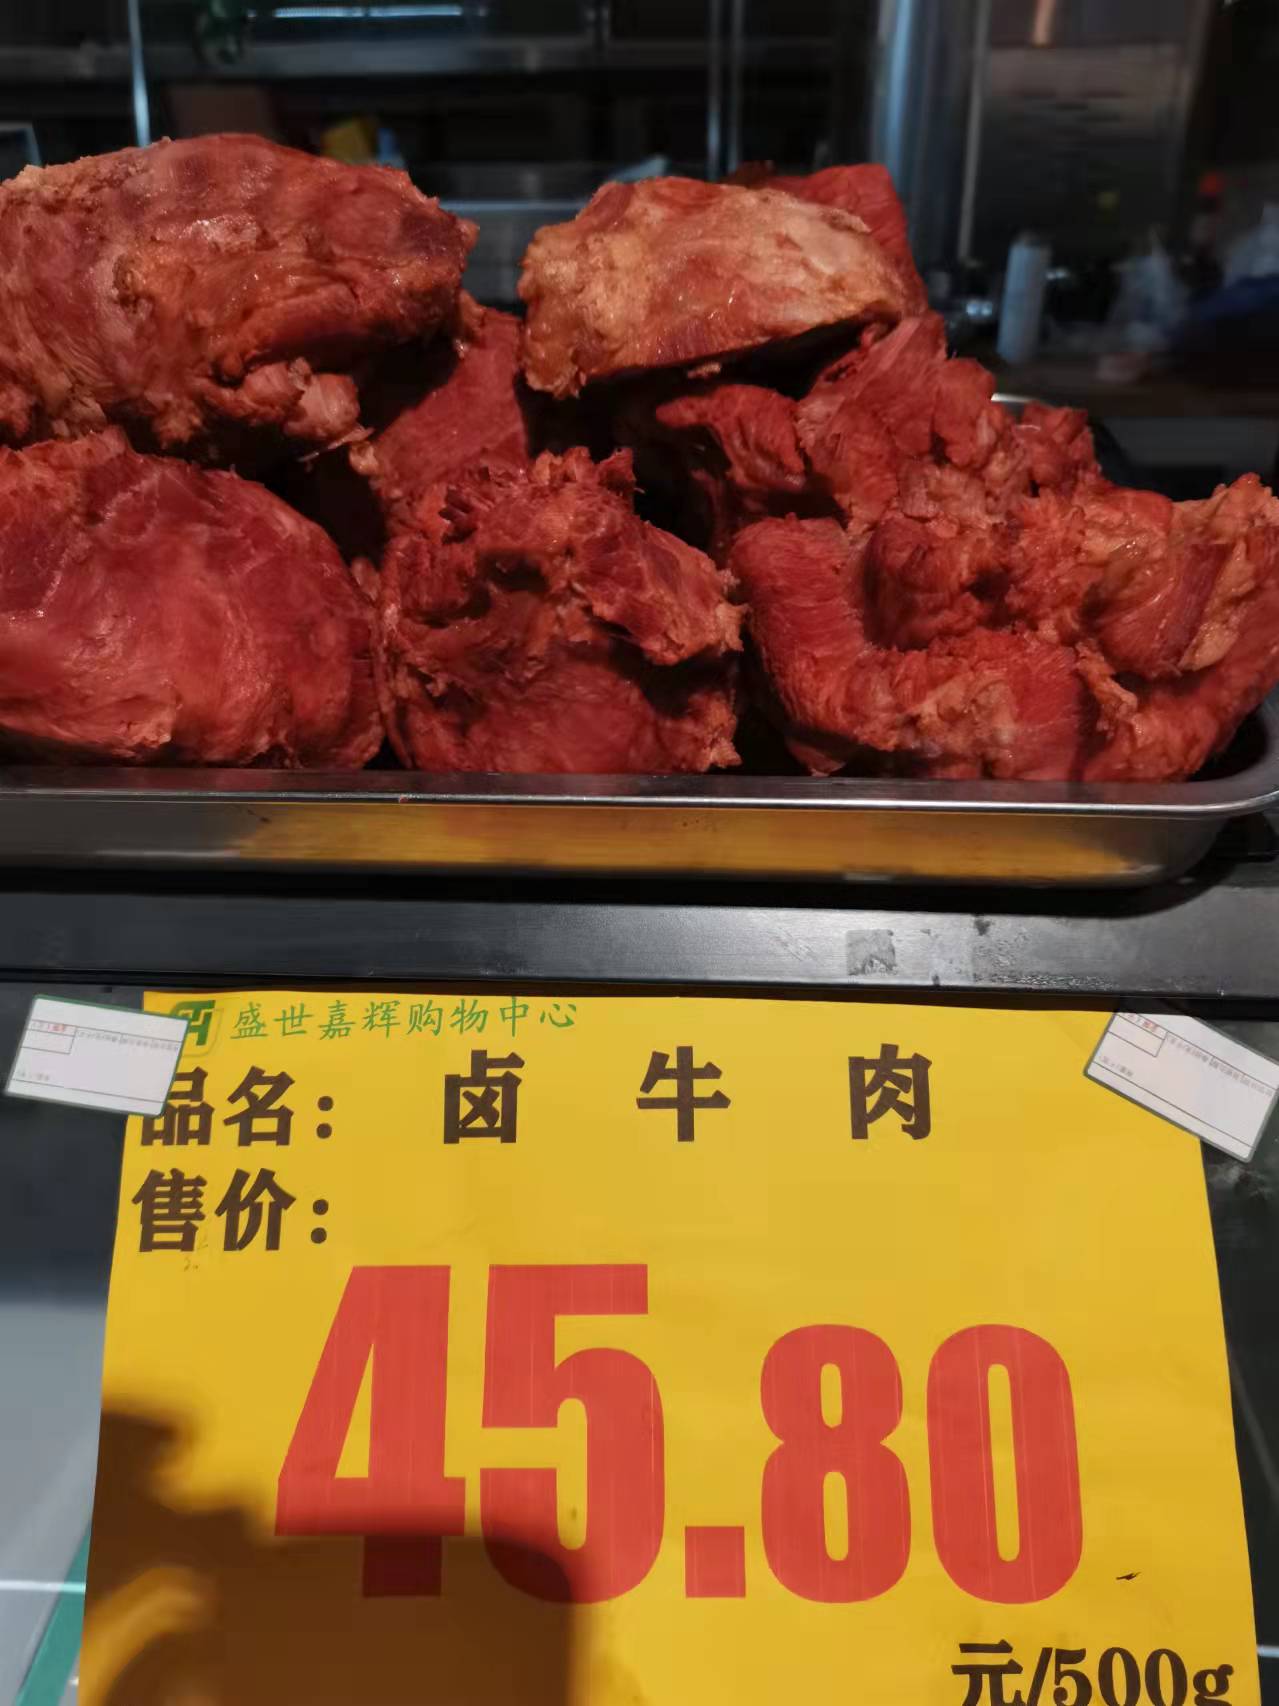 盛世嘉辉购物中心
品名： 卤 牛 肉
售价：
45.80
元/500g